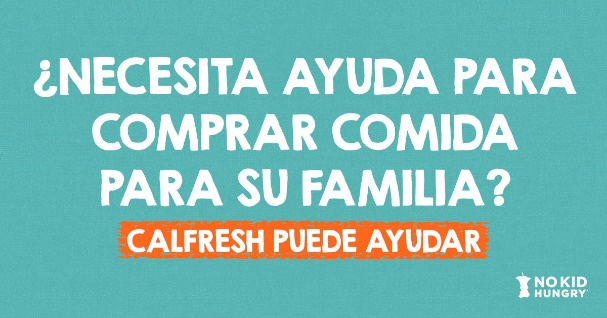 ¿NECESITA AYUDA PARA
COMPRAR COMIDA
PARA SU FAMILIA?
CALFRESH PUEDE AYUDAR
NO KID
HUNGRY